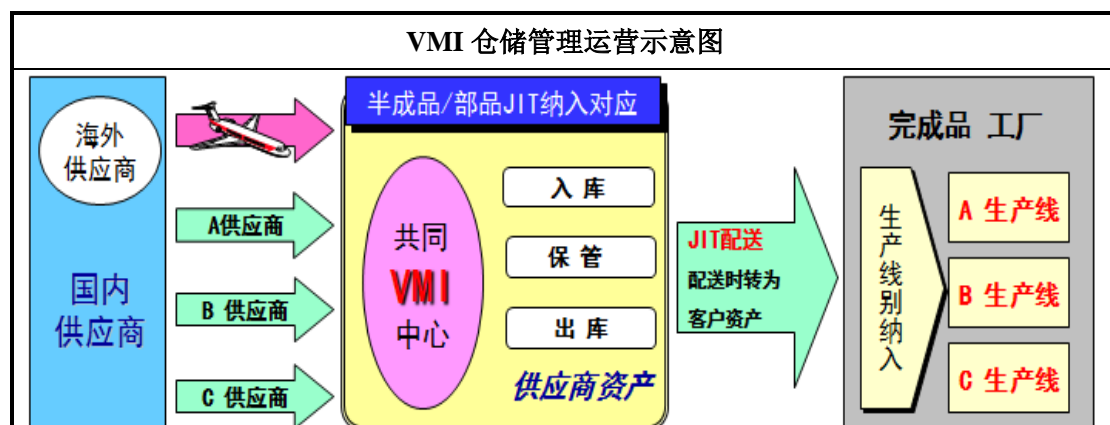 VMI 仓储管理运营示意图
海外
供应商
国内
供应商
A供应商
B 供应商
C 供应商
半成品/部品JIT纳入对应
共同
VMI
中心
入 库
保 管
出 库
供应商资产
JIT配送
配送时转为
客户资产
完成品 工厂
生产线别纳入
A 生产线
B 生产线
C 生产线